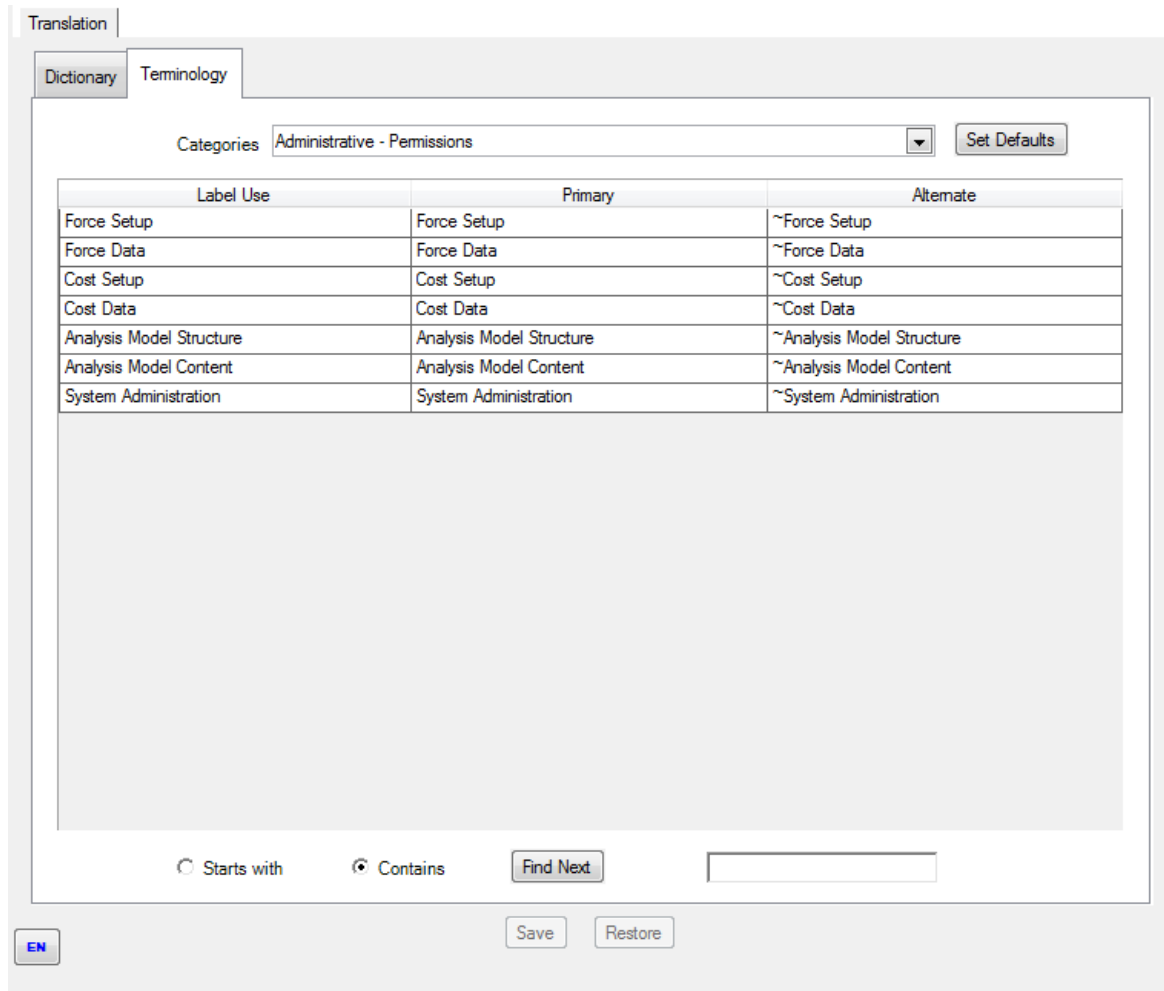 Translation
Dictionary Terminology
Categories Administrative - Permissions Set Defaults
Label Use Primary Alternate
Force Setup Force Setup ~Force Setup
Force Data Force Data ~Force Data
Cost Setup Cost Setup ~Cost Setup
Cost Data Cost Data ~Cost Data
Analysis Model Structure Analysis Model Structure ~Analysis Model Structure
Analysis Model Content Analysis Model Content ~Analysis Model Content
System Administration System Administration ~System Administration
Starts with Contains Find Next
Save Restore
EN